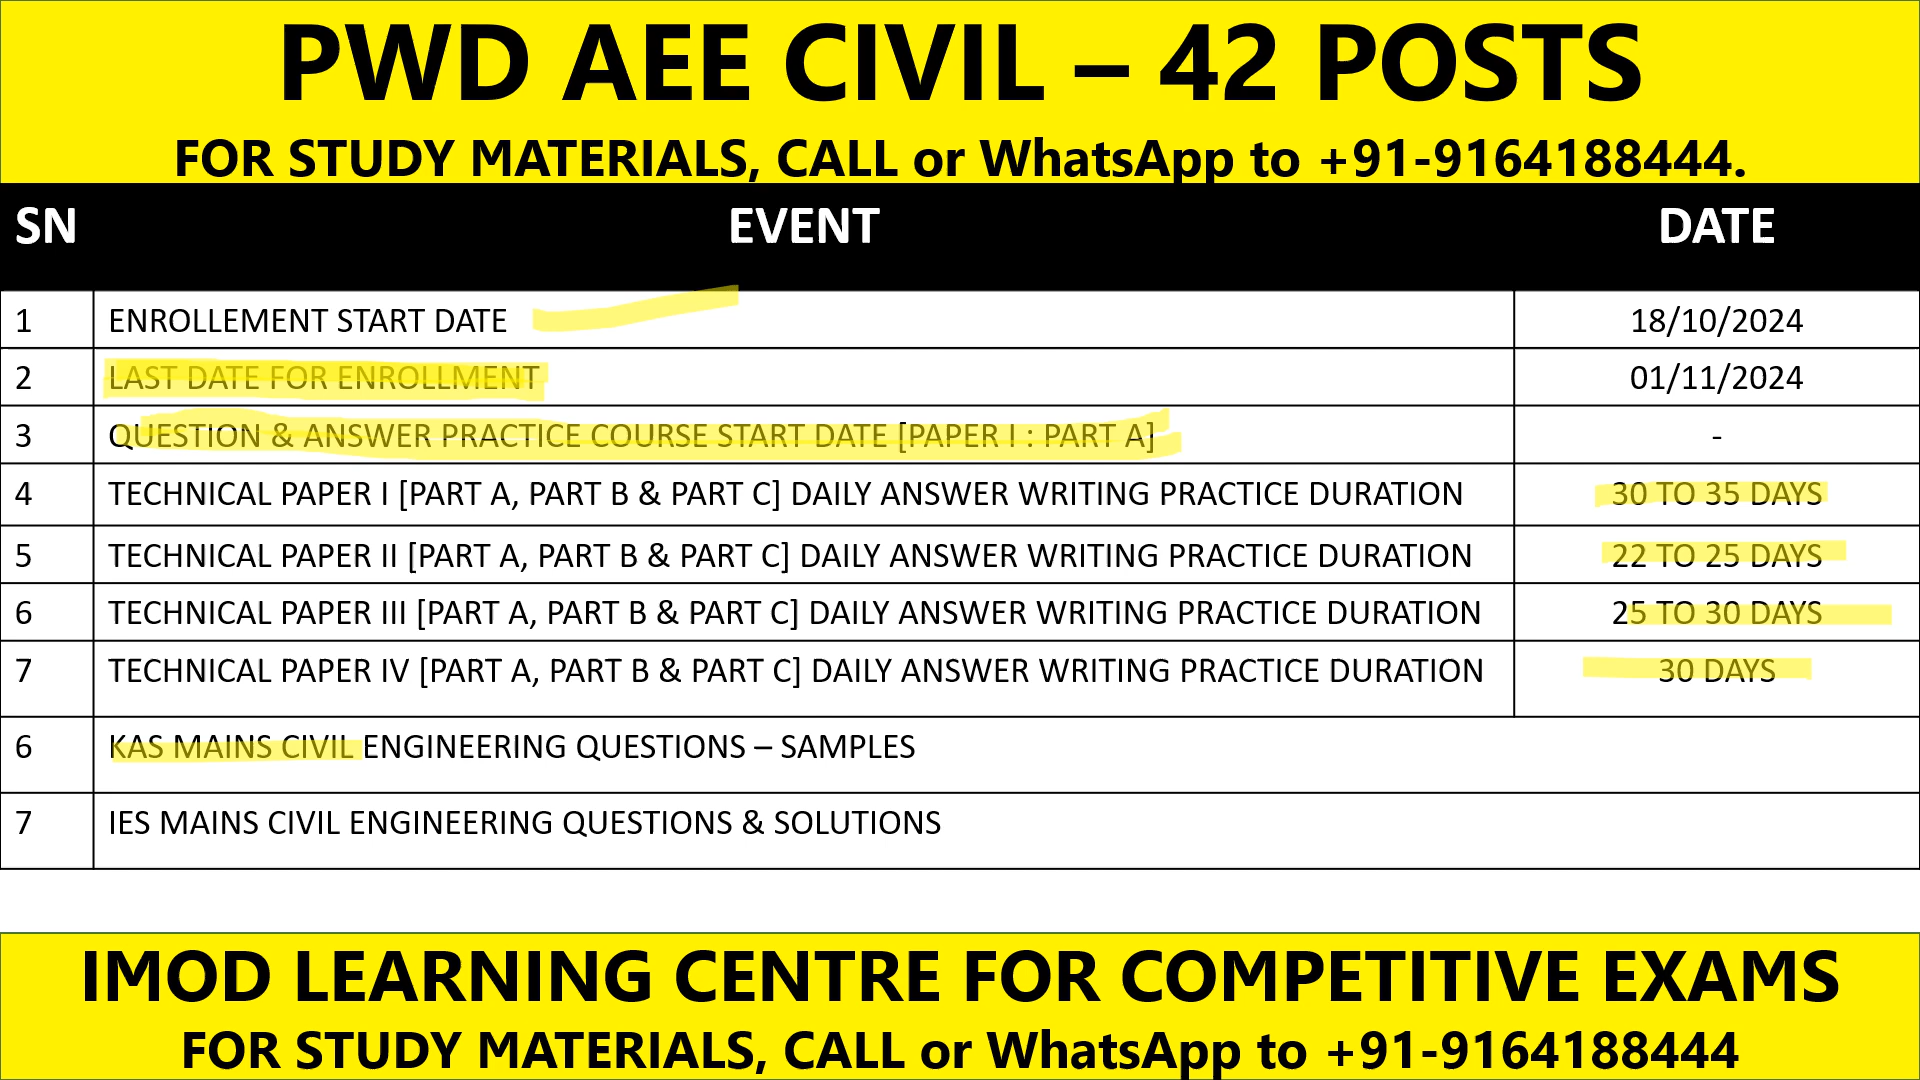 PWD AEE CIVIL – 42 POSTS
FOR STUDY MATERIALS, CALL or WhatsApp to +91-9164188444.
SN EVENT DATE
1 ENROLLEMENT START DATE 18/10/2024
2 LAST DATE FOR ENROLLMENT 01/11/2024
3 QUESTION & ANSWER PRACTICE COURSE START DATE [PAPER I : PART A] -
4 TECHNICAL PAPER I [PART A, PART B & PART C] DAILY ANSWER WRITING PRACTICE DURATION 30 TO 35 DAYS
5 TECHNICAL PAPER II [PART A, PART B & PART C] DAILY ANSWER WRITING PRACTICE DURATION 22 TO 25 DAYS
6 TECHNICAL PAPER III [PART A, PART B & PART C] DAILY ANSWER WRITING PRACTICE DURATION 25 TO 30 DAYS
7 TECHNICAL PAPER IV [PART A, PART B & PART C] DAILY ANSWER WRITING PRACTICE DURATION 30 DAYS
6 KAS MAINS CIVIL ENGINEERING QUESTIONS – SAMPLES
7 IES MAINS CIVIL ENGINEERING QUESTIONS & SOLUTIONS
IMOD LEARNING CENTRE FOR COMPETITIVE EXAMS
FOR STUDY MATERIALS, CALL or WhatsApp to +91-9164188444